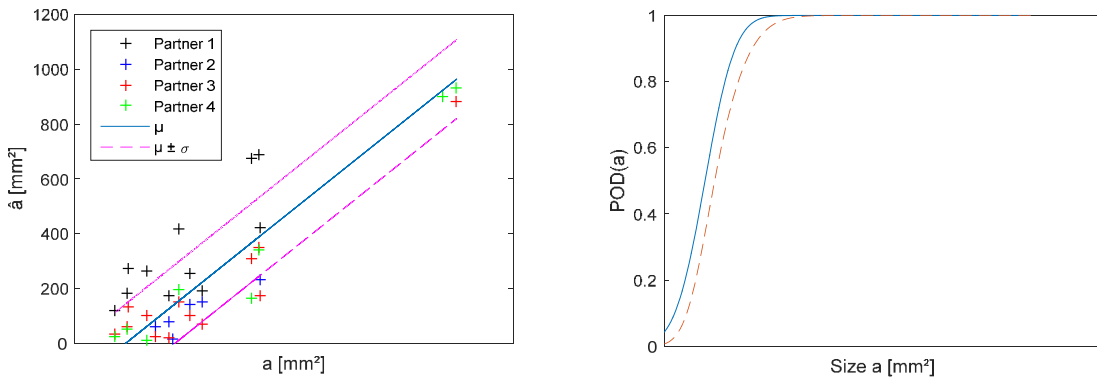 1200
1000
800
600
400
200
0
â [mm²]
a [mm²]
Partner 1
Partner 2
Partner 3
Partner 4
μ
μ ± σ
1
0.8
0.6
0.4
0.2
0
POD(a)
Size a [mm²]